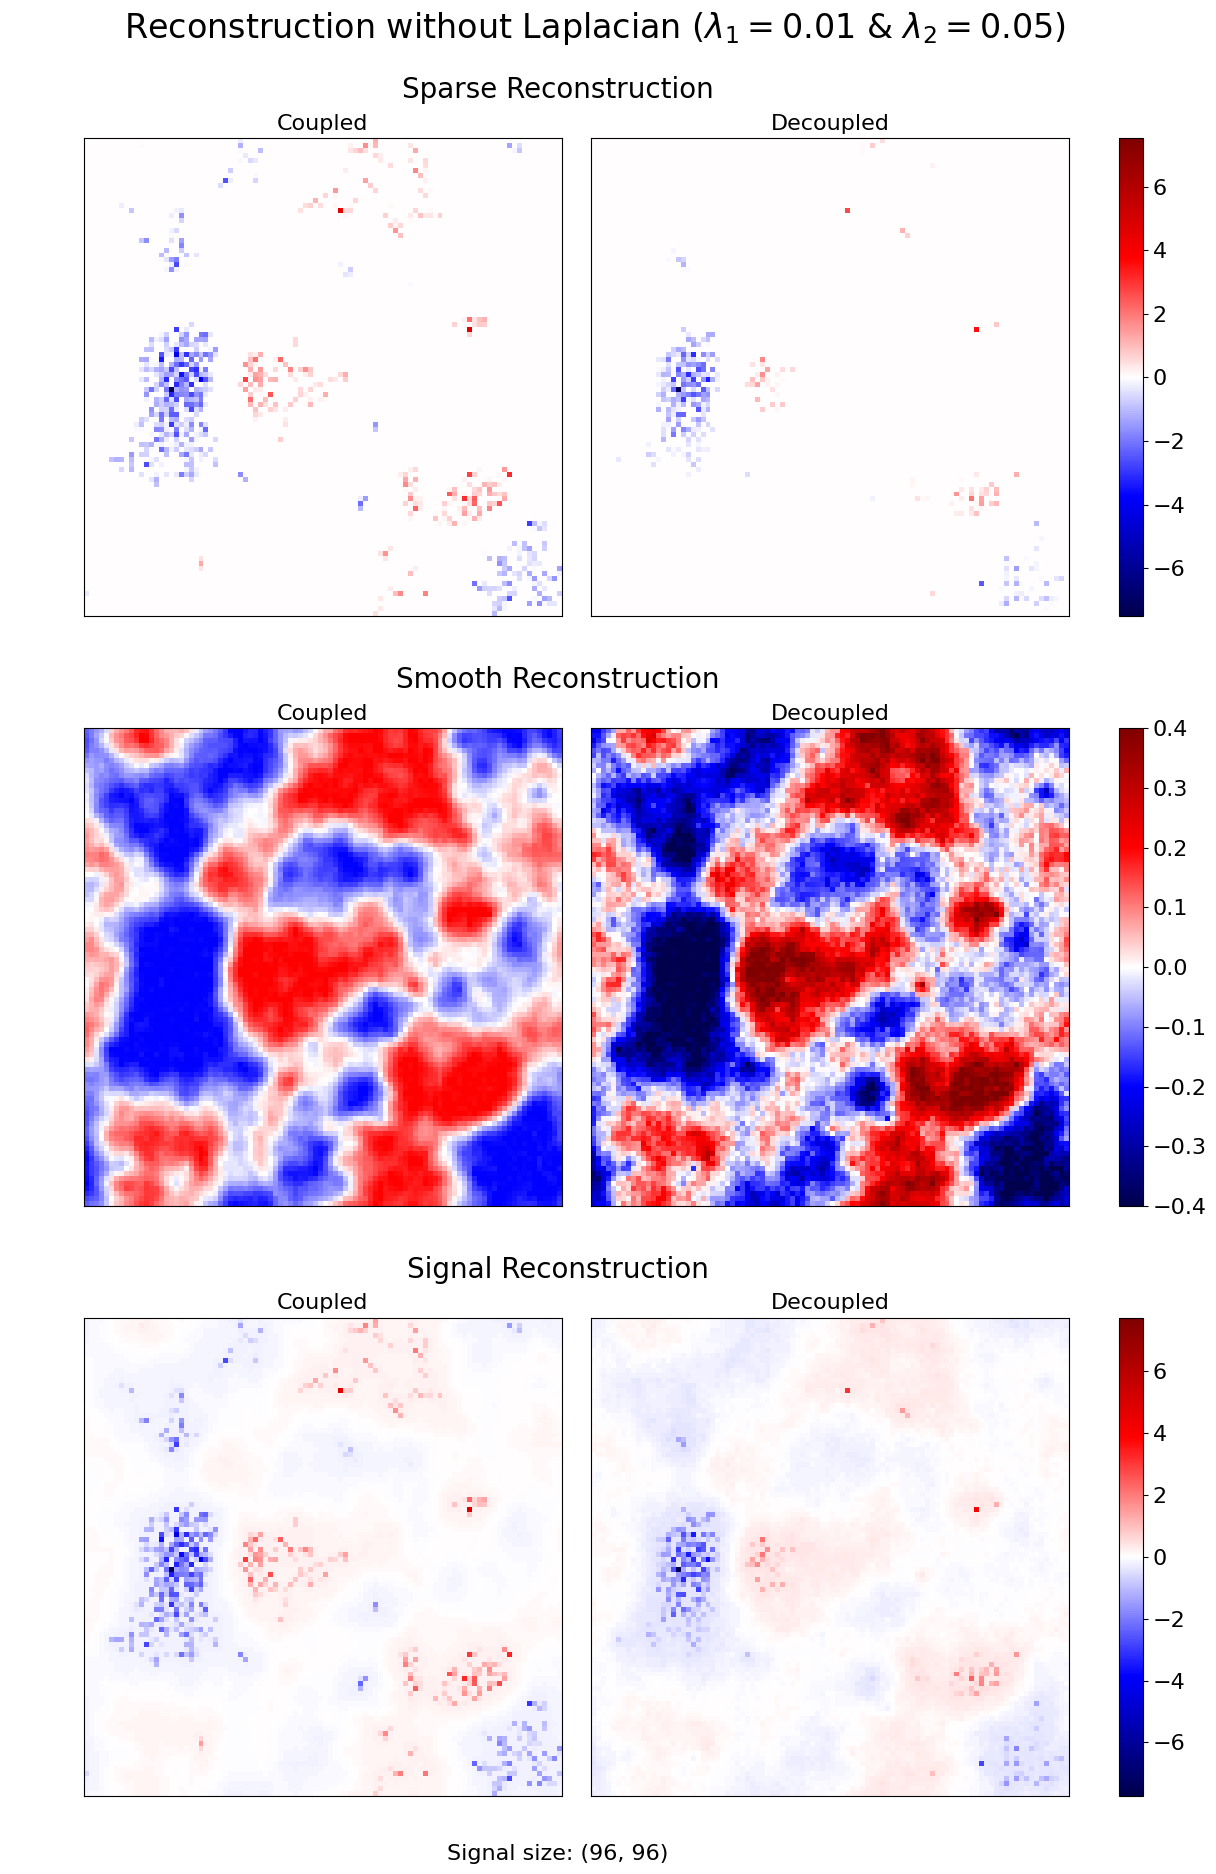 Reconstruction without Laplacian (λ₁ = 0.01 & λ₂ = 0.05)
Sparse Reconstruction
Coupled Decoupled
6
4
2
0
−2
−4
−6
Smooth Reconstruction
Coupled Decoupled
0.4
0.3
0.2
0.1
0.0
−0.1
−0.2
−0.3
−0.4
Signal Reconstruction
Coupled Decoupled
6
4
2
0
−2
−4
−6
Signal size: (96, 96)